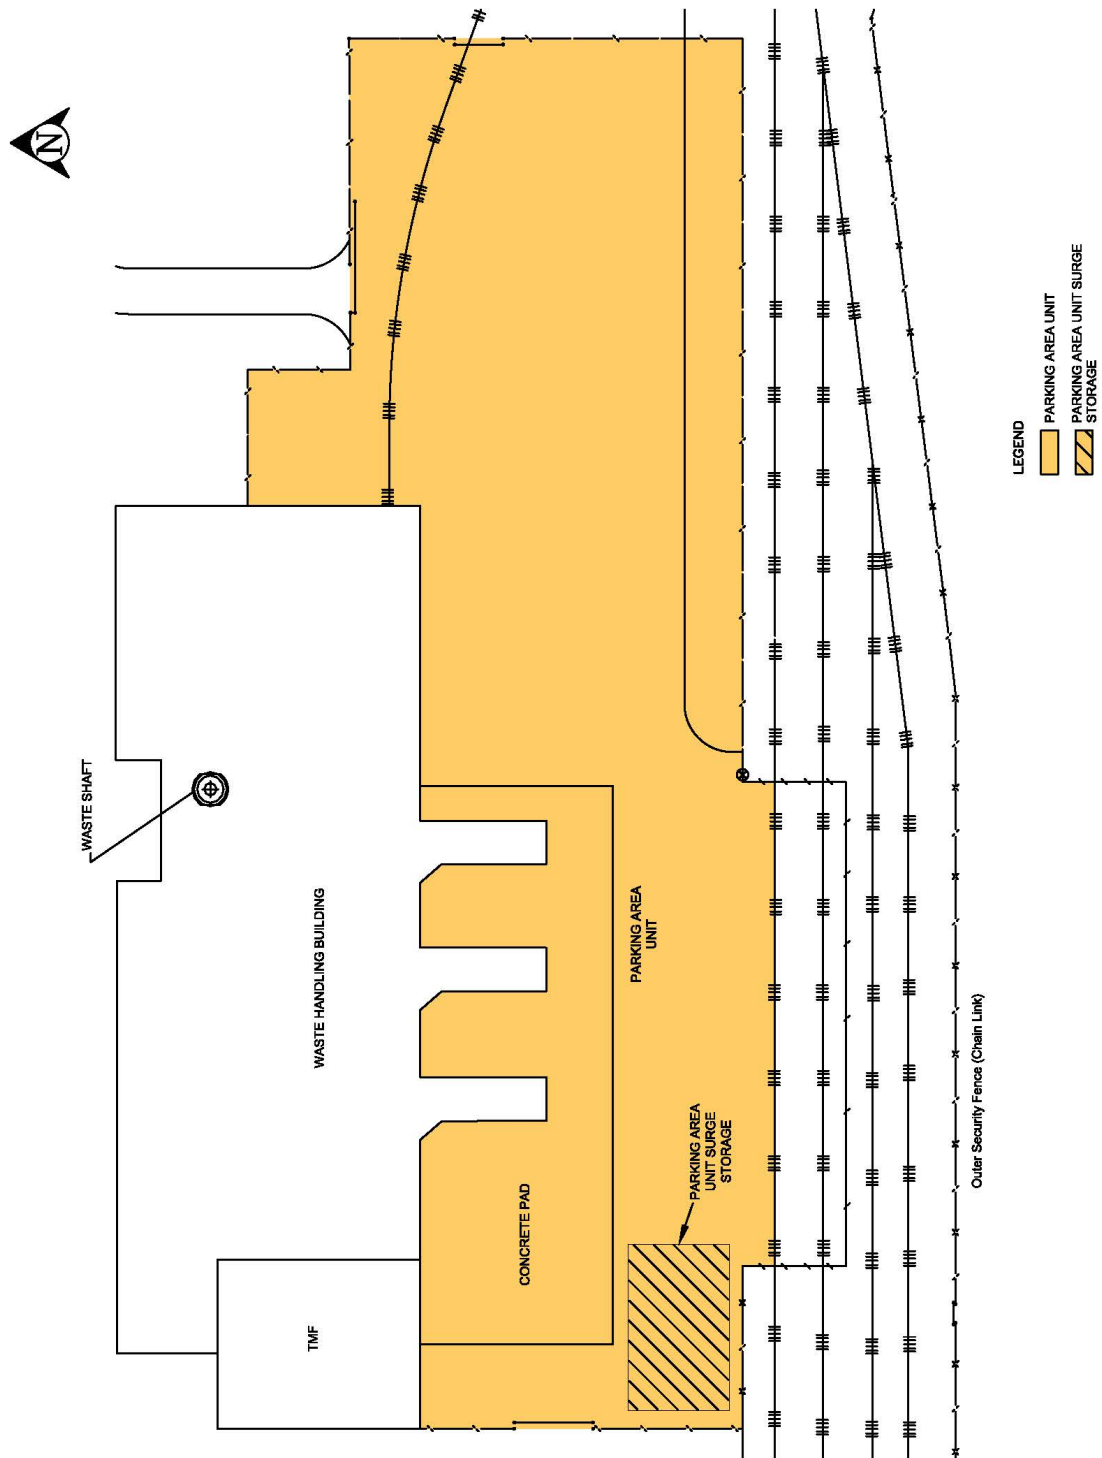 N
WASTE SHAFT
WASTE HANDLING BUILDING
TMF
CONCRETE PAD
PARKING AREA
UNIT
PARKING AREA
UNIT SURGE
STORAGE
Outer Security Fence (Chain Link)
LEGEND
PARKING AREA UNIT
PARKING AREA UNIT SURGE
STORAGE